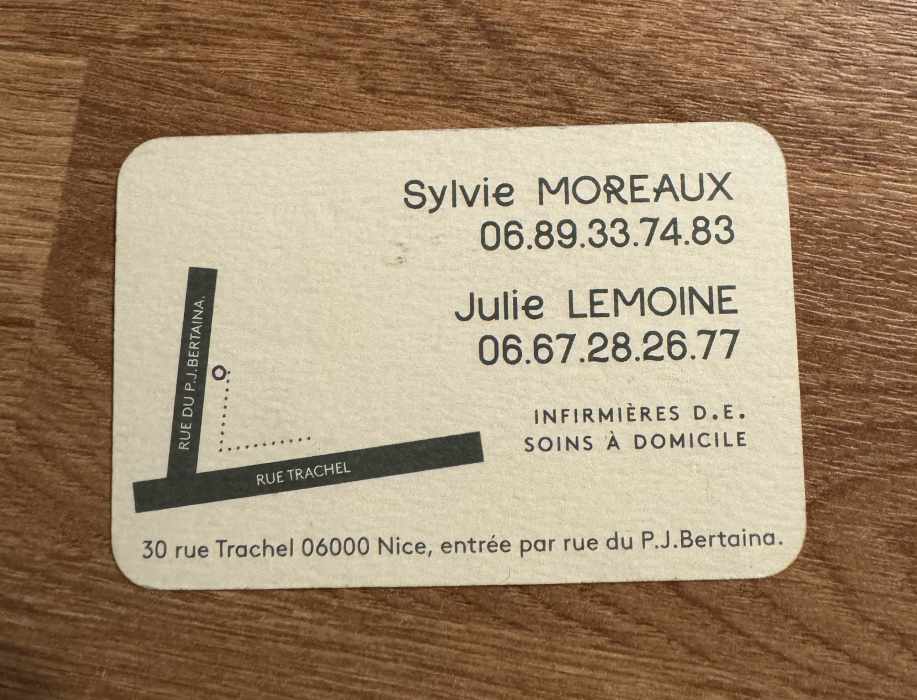 Sylvie MOREAUX
06.89.33.74.83
Julie LEMOINE
06.67.28.26.77
INFIRMIÈRES D.E.
SOINS À DOMICILE
RUE DU P.J.BERTAINA.
RUE TRACHEL
30 rue Trachel 06000 Nice, entrée par rue du P.J.Bertaina.